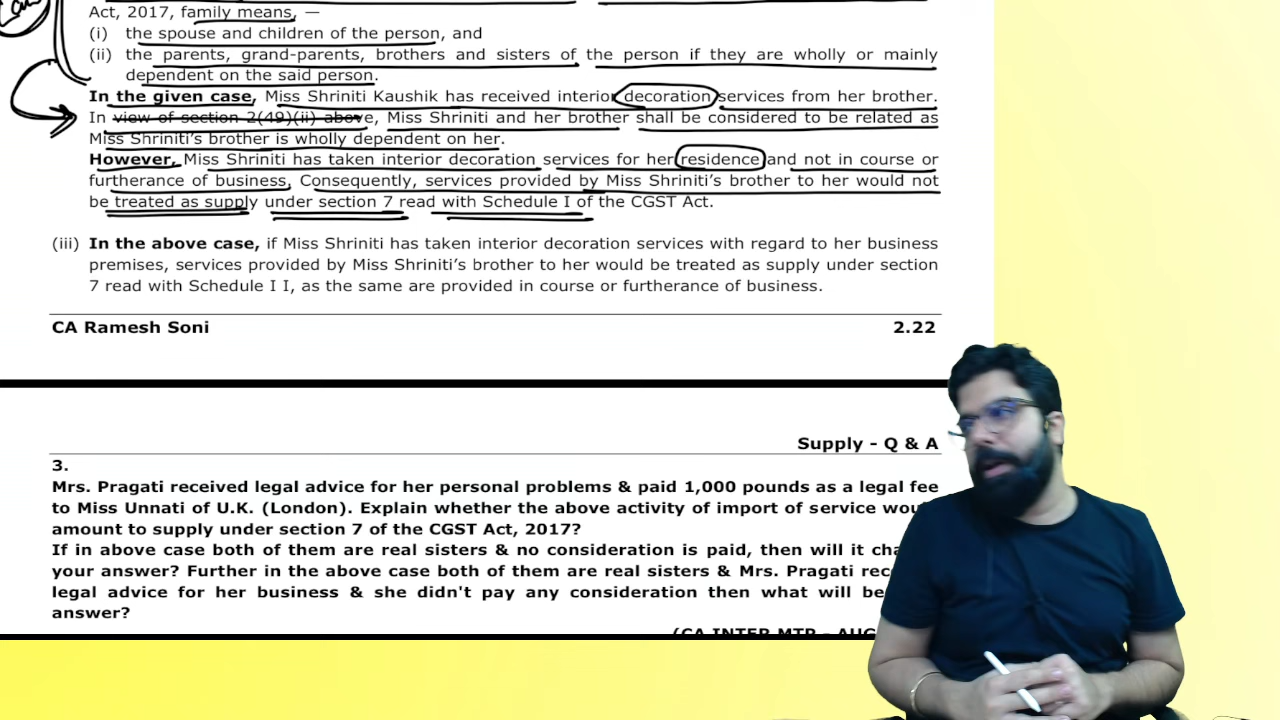 Act, 2017, family means, —
(i) the spouse and children of the person, and
(ii) the parents, grand-parents, brothers and sisters of the person if they are wholly or mainly
dependent on the said person.
In the given case, Miss Shriniti Kaushik has received interior decoration services from her brother.
In view of section 2(49)(ii) above, Miss Shriniti and her brother shall be considered to be related as
Miss Shriniti's brother is wholly dependent on her.
However, Miss Shriniti has taken interior decoration services for her residence and not in course or
furtherance of business, Consequently, services provided by Miss Shriniti's brother to her would not
be treated as supply under section 7 read with Schedule I of the CGST Act.
(iii) In the above case, if Miss Shriniti has taken interior decoration services with regard to her business
premises, services provided by Miss Shriniti's brother to her would be treated as supply under section
7 read with Schedule I I, as the same are provided in course or furtherance of business.
CA Ramesh Soni 2.22
Supply - Q & A
3.
Mrs. Pragati received legal advice for her personal problems & paid 1,000 pounds as a legal fee
to Miss Unnati of U.K. (London). Explain whether the above activity of import of service
amount to supply under section 7 of the CGST Act, 2017?
If in above case both of them are real sisters & no consideration is paid, then will it
your answer? Further in the above case both of them are real sisters & Mrs. Pragati
legal advice for her business & she didn't pay any consideration then what will be
answer?
(CA INTER MTP -